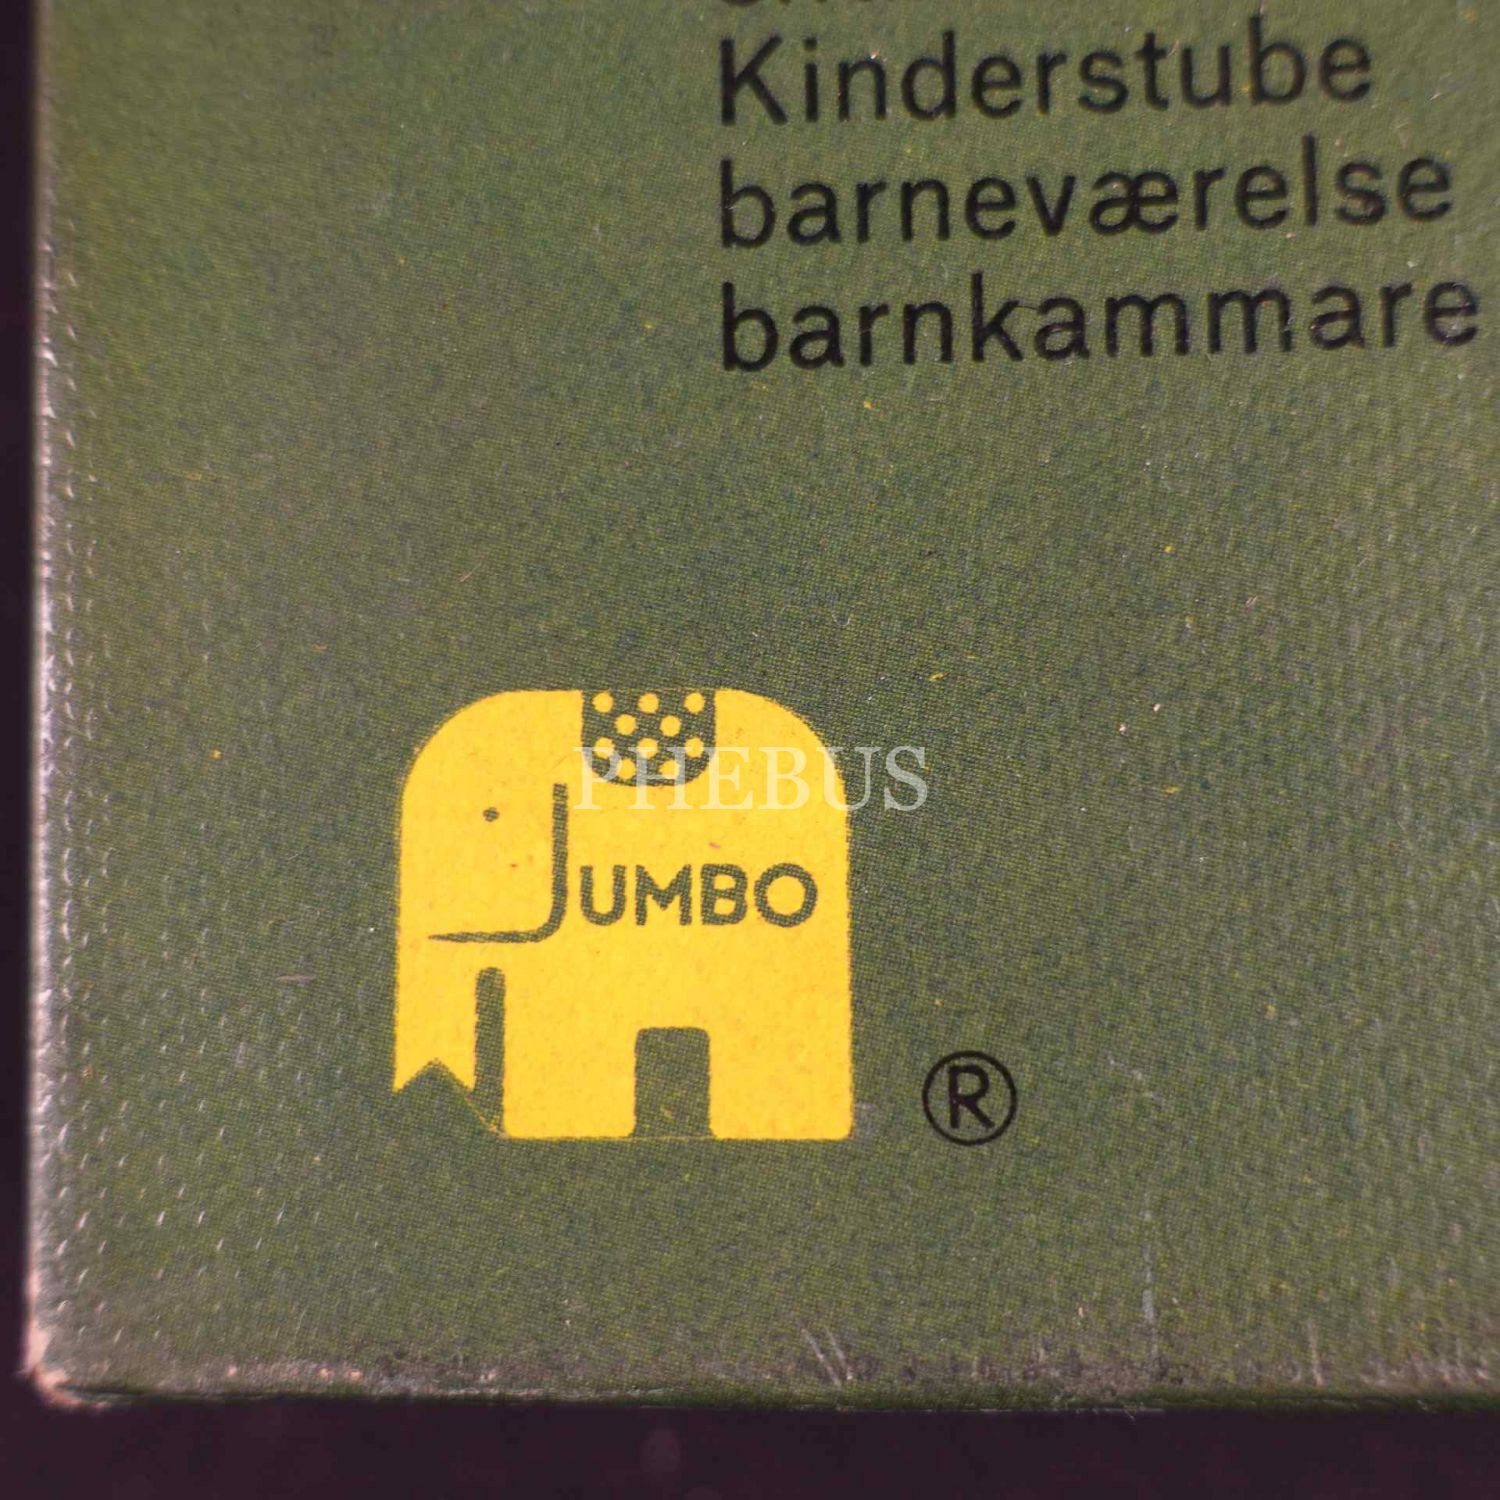 Kinderstube
barneværelse
barnkammare
PHEBUS
JUMBO
®